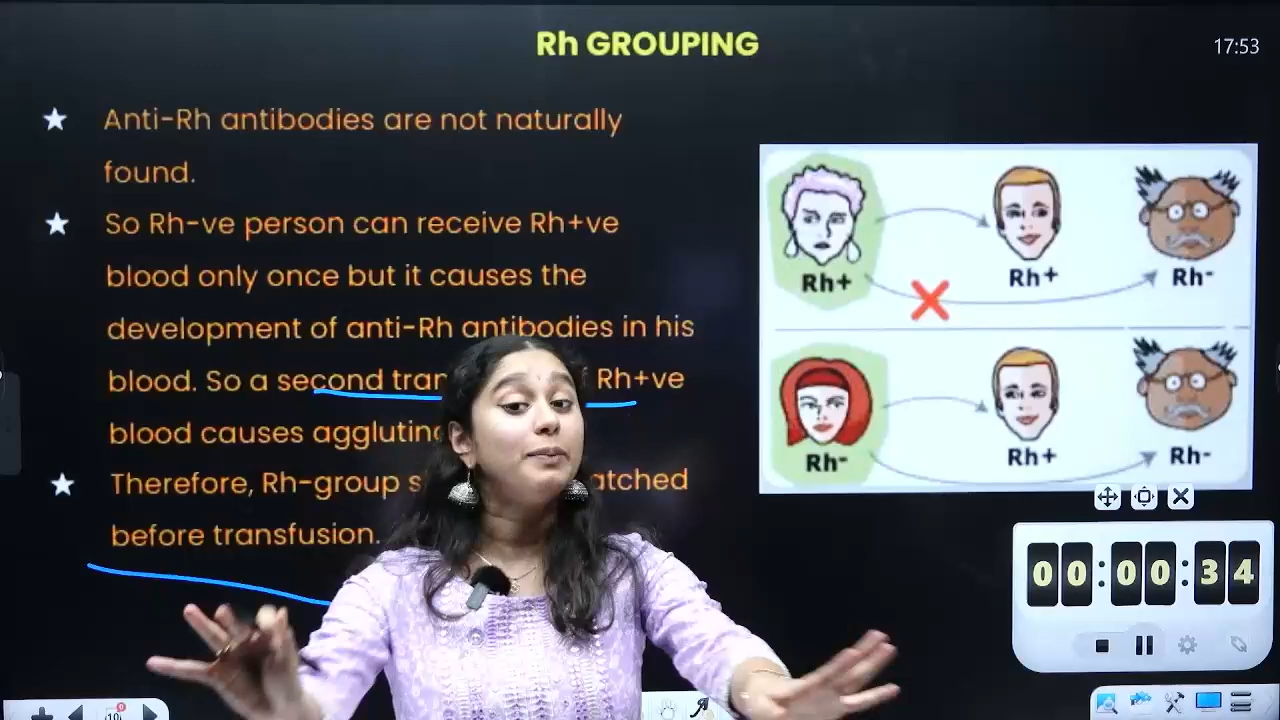 Rh GROUPING
17:53
Anti-Rh antibodies are not naturally
found.
So Rh-ve person can receive Rh+ve
blood only once but it causes the
development of anti-Rh antibodies in his
blood. So a second tran Rh+ve
blood causes agglutin
Therefore, Rh-group s atched
before transfusion.
Rh+
Rh+
Rh-
Rh-
Rh+
Rh-
00:00:34
10